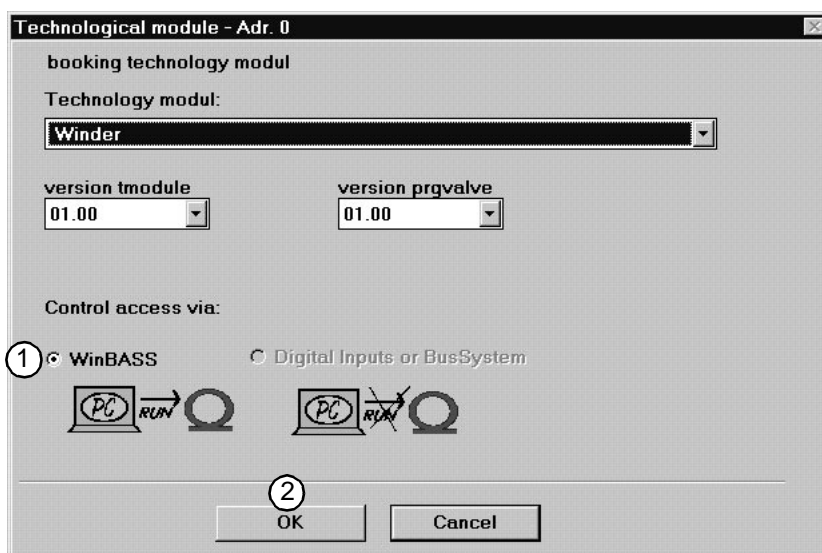 Technological module - Adr. 0
booking technology modul
Technology modul:
Winder
version tmodule version prgvalve
01.00 01.00
Control access via:
1 WinBASS Digital Inputs or BusSystem
PC RUN PC RUN
2
OK Cancel